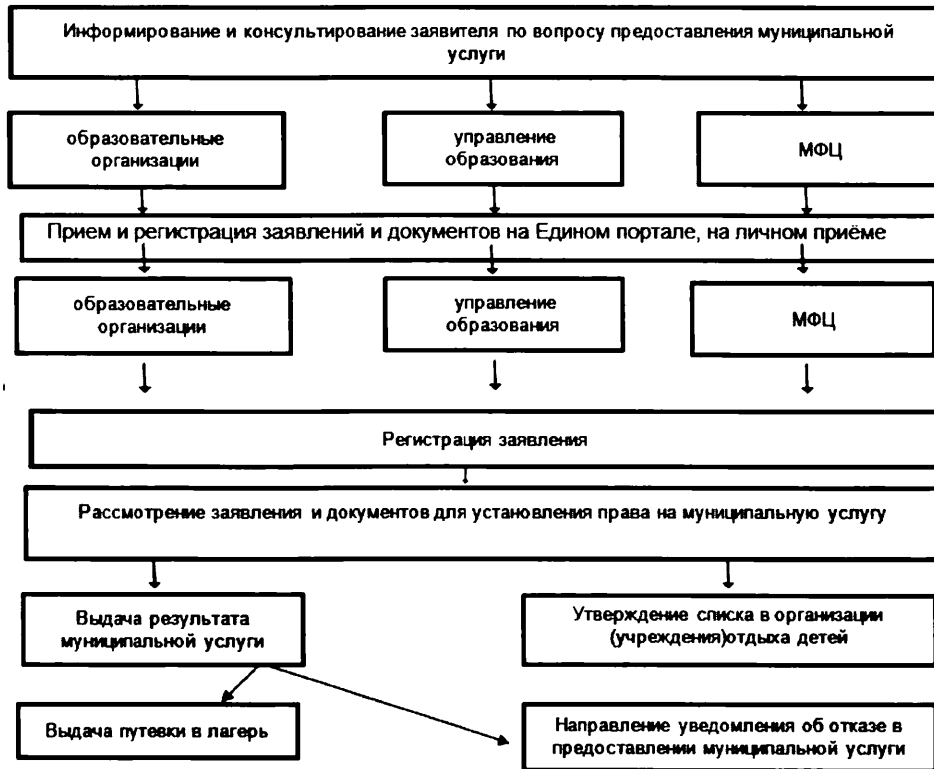 Информирование и консультирование заявителя по вопросу предоставления муниципальной
услуги
образовательные
организации
управление
образования
МФЦ
Прием и регистрация заявлений и документов на Едином портале, на личном приёме
образовательные
организации
управление
образования
МФЦ
Регистрация заявления
Рассмотрение заявления и документов для установления права на муниципальную услугу
Выдача результата
муниципальной услуги
Утверждение списка в организации
(учреждения)отдыха детей
Выдача путевки в лагерь
Направление уведомления об отказе в
предоставлении муниципальной услуги